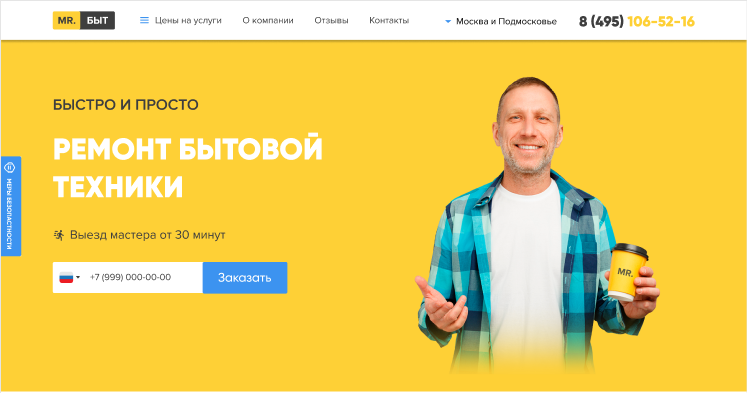 MR. БЫТ
Цены на услуги
О компании
Отзывы
Контакты
Москва и Подмосковье
8 (495) 106-52-16
БЫСТРО И ПРОСТО
РЕМОНТ БЫТОВОЙ
ТЕХНИКИ
МЕРЫ БЕЗОПАСНОСТИ
Выезд мастера от 30 минут
+7 (999) 000-00-00
Заказать
MR.